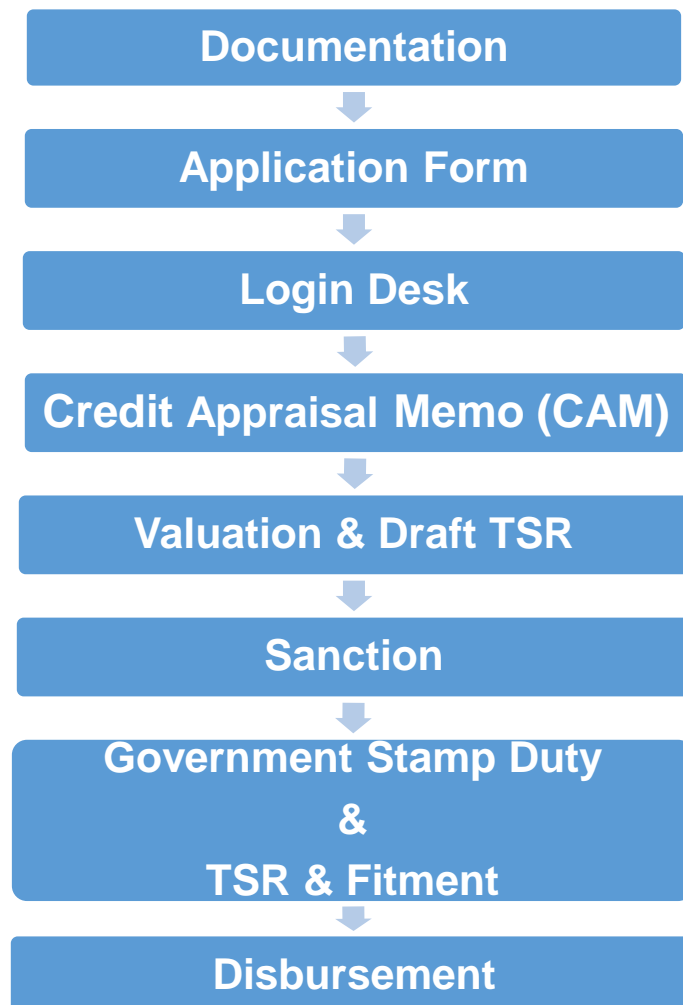 Documentation
Application Form
Login Desk
Credit Appraisal Memo (CAM)
Valuation & Draft TSR
Sanction
Government Stamp Duty
&
TSR & Fitment
Disbursement